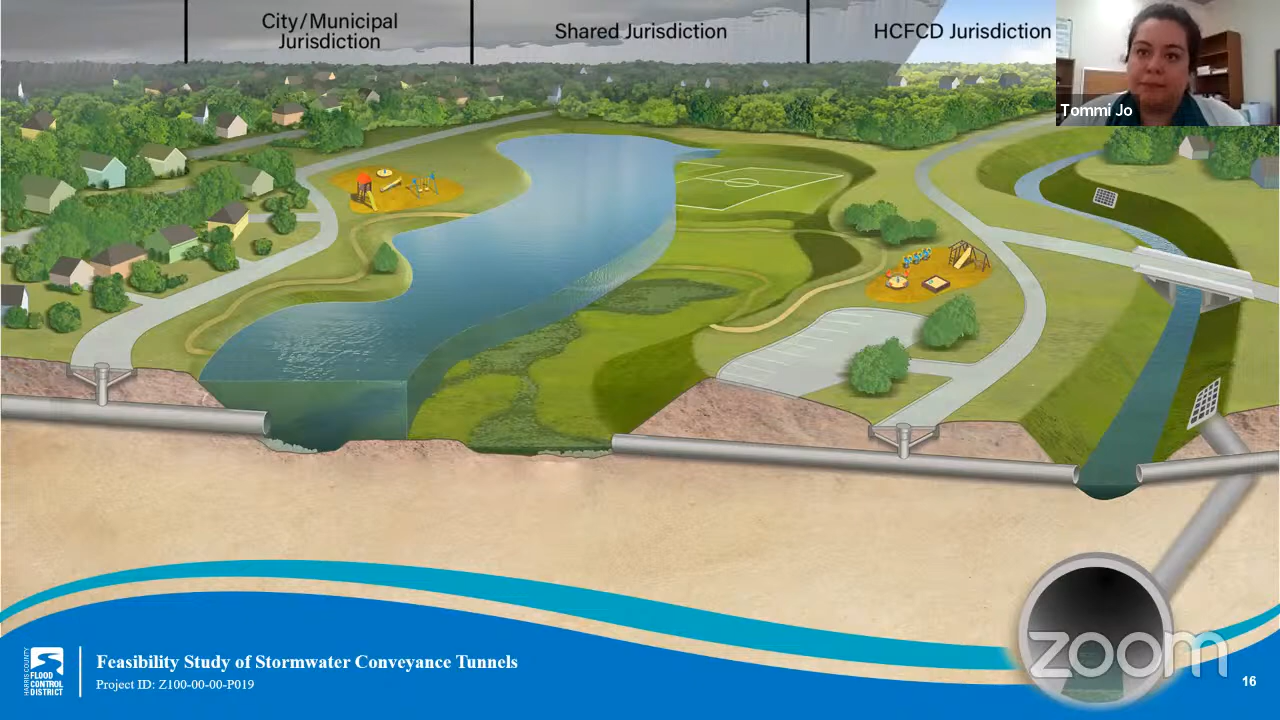 City/Municipal
Jurisdiction
Shared Jurisdiction
HCFCD Jurisdiction
Tommi Jo
HARRIS COUNTY
FLOOD
CONTROL
DISTRICT
Feasibility Study of Stormwater Conveyance Tunnels
Project ID: Z100-00-00-P019
zoom
16